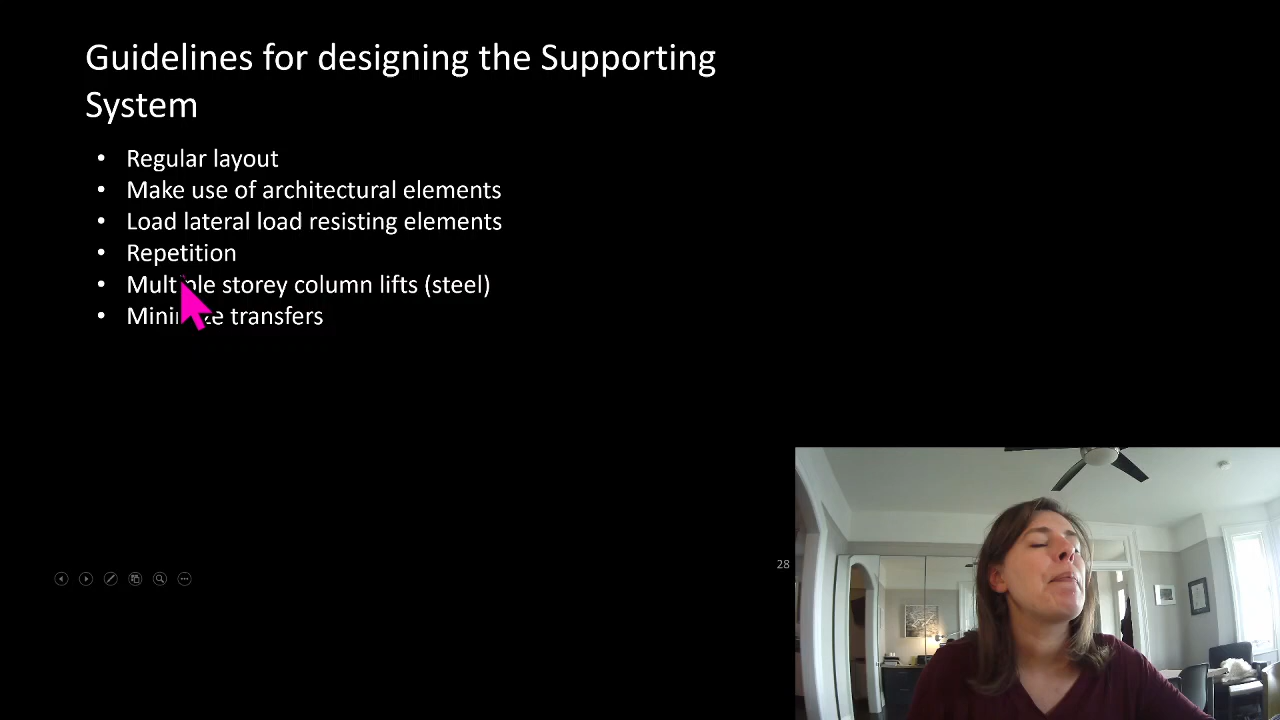 Guidelines for designing the Supporting
System
• Regular layout
• Make use of architectural elements
• Load lateral load resisting elements
• Repetition
• Multiple storey column lifts (steel)
• Minimize transfers
28